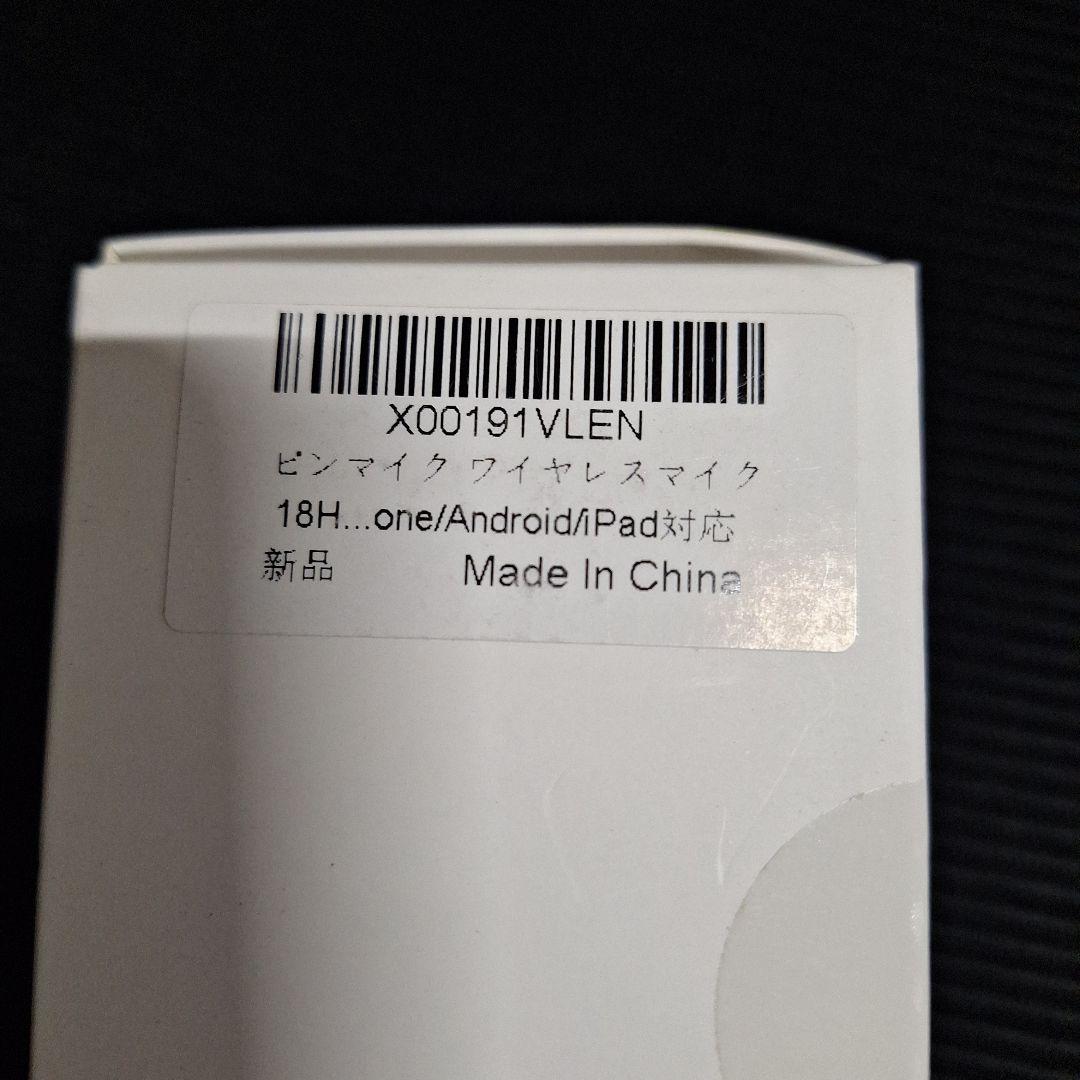 X00191VLEN
ピンマイク ワイヤレスマイク
18H...one/Android/iPad対応
新品 Made In China